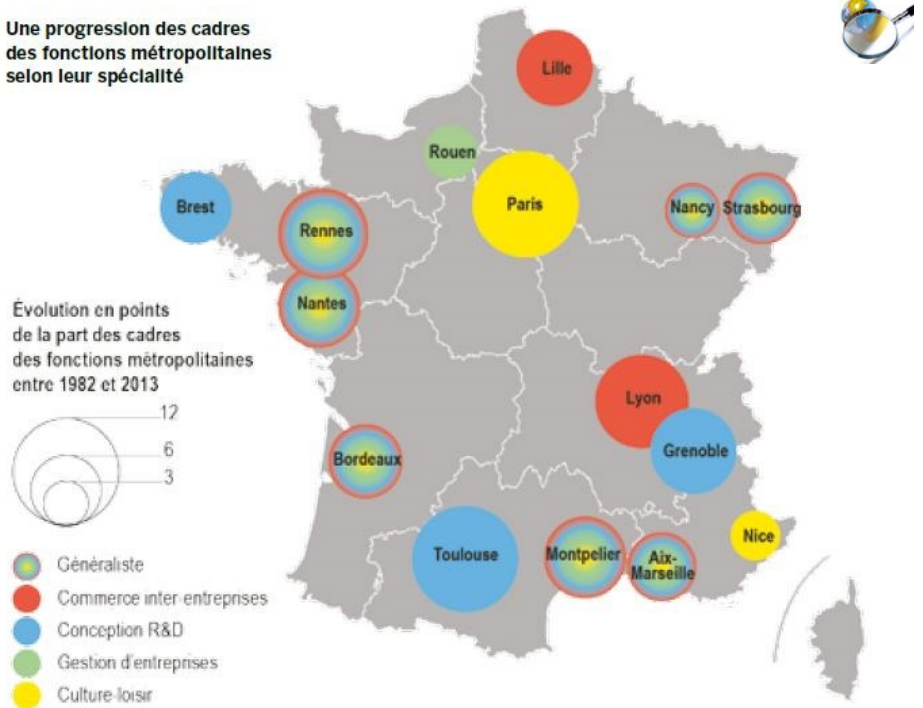 Une progression des cadres
des fonctions métropolitaines
selon leur spécialité
Lille
Rouen
Paris
Nancy
Strasbourg
Brest
Rennes
Nantes
Évolution en points
de la part des cadres
des fonctions métropolitaines
entre 1982 et 2013
12
6
3
Lyon
Grenoble
Bordeaux
Nice
Toulouse
Montpelier
Aix-
Marseille
Généraliste
Commerce inter-entreprises
Conception R&D
Gestion d'entreprises
Culture-loisir